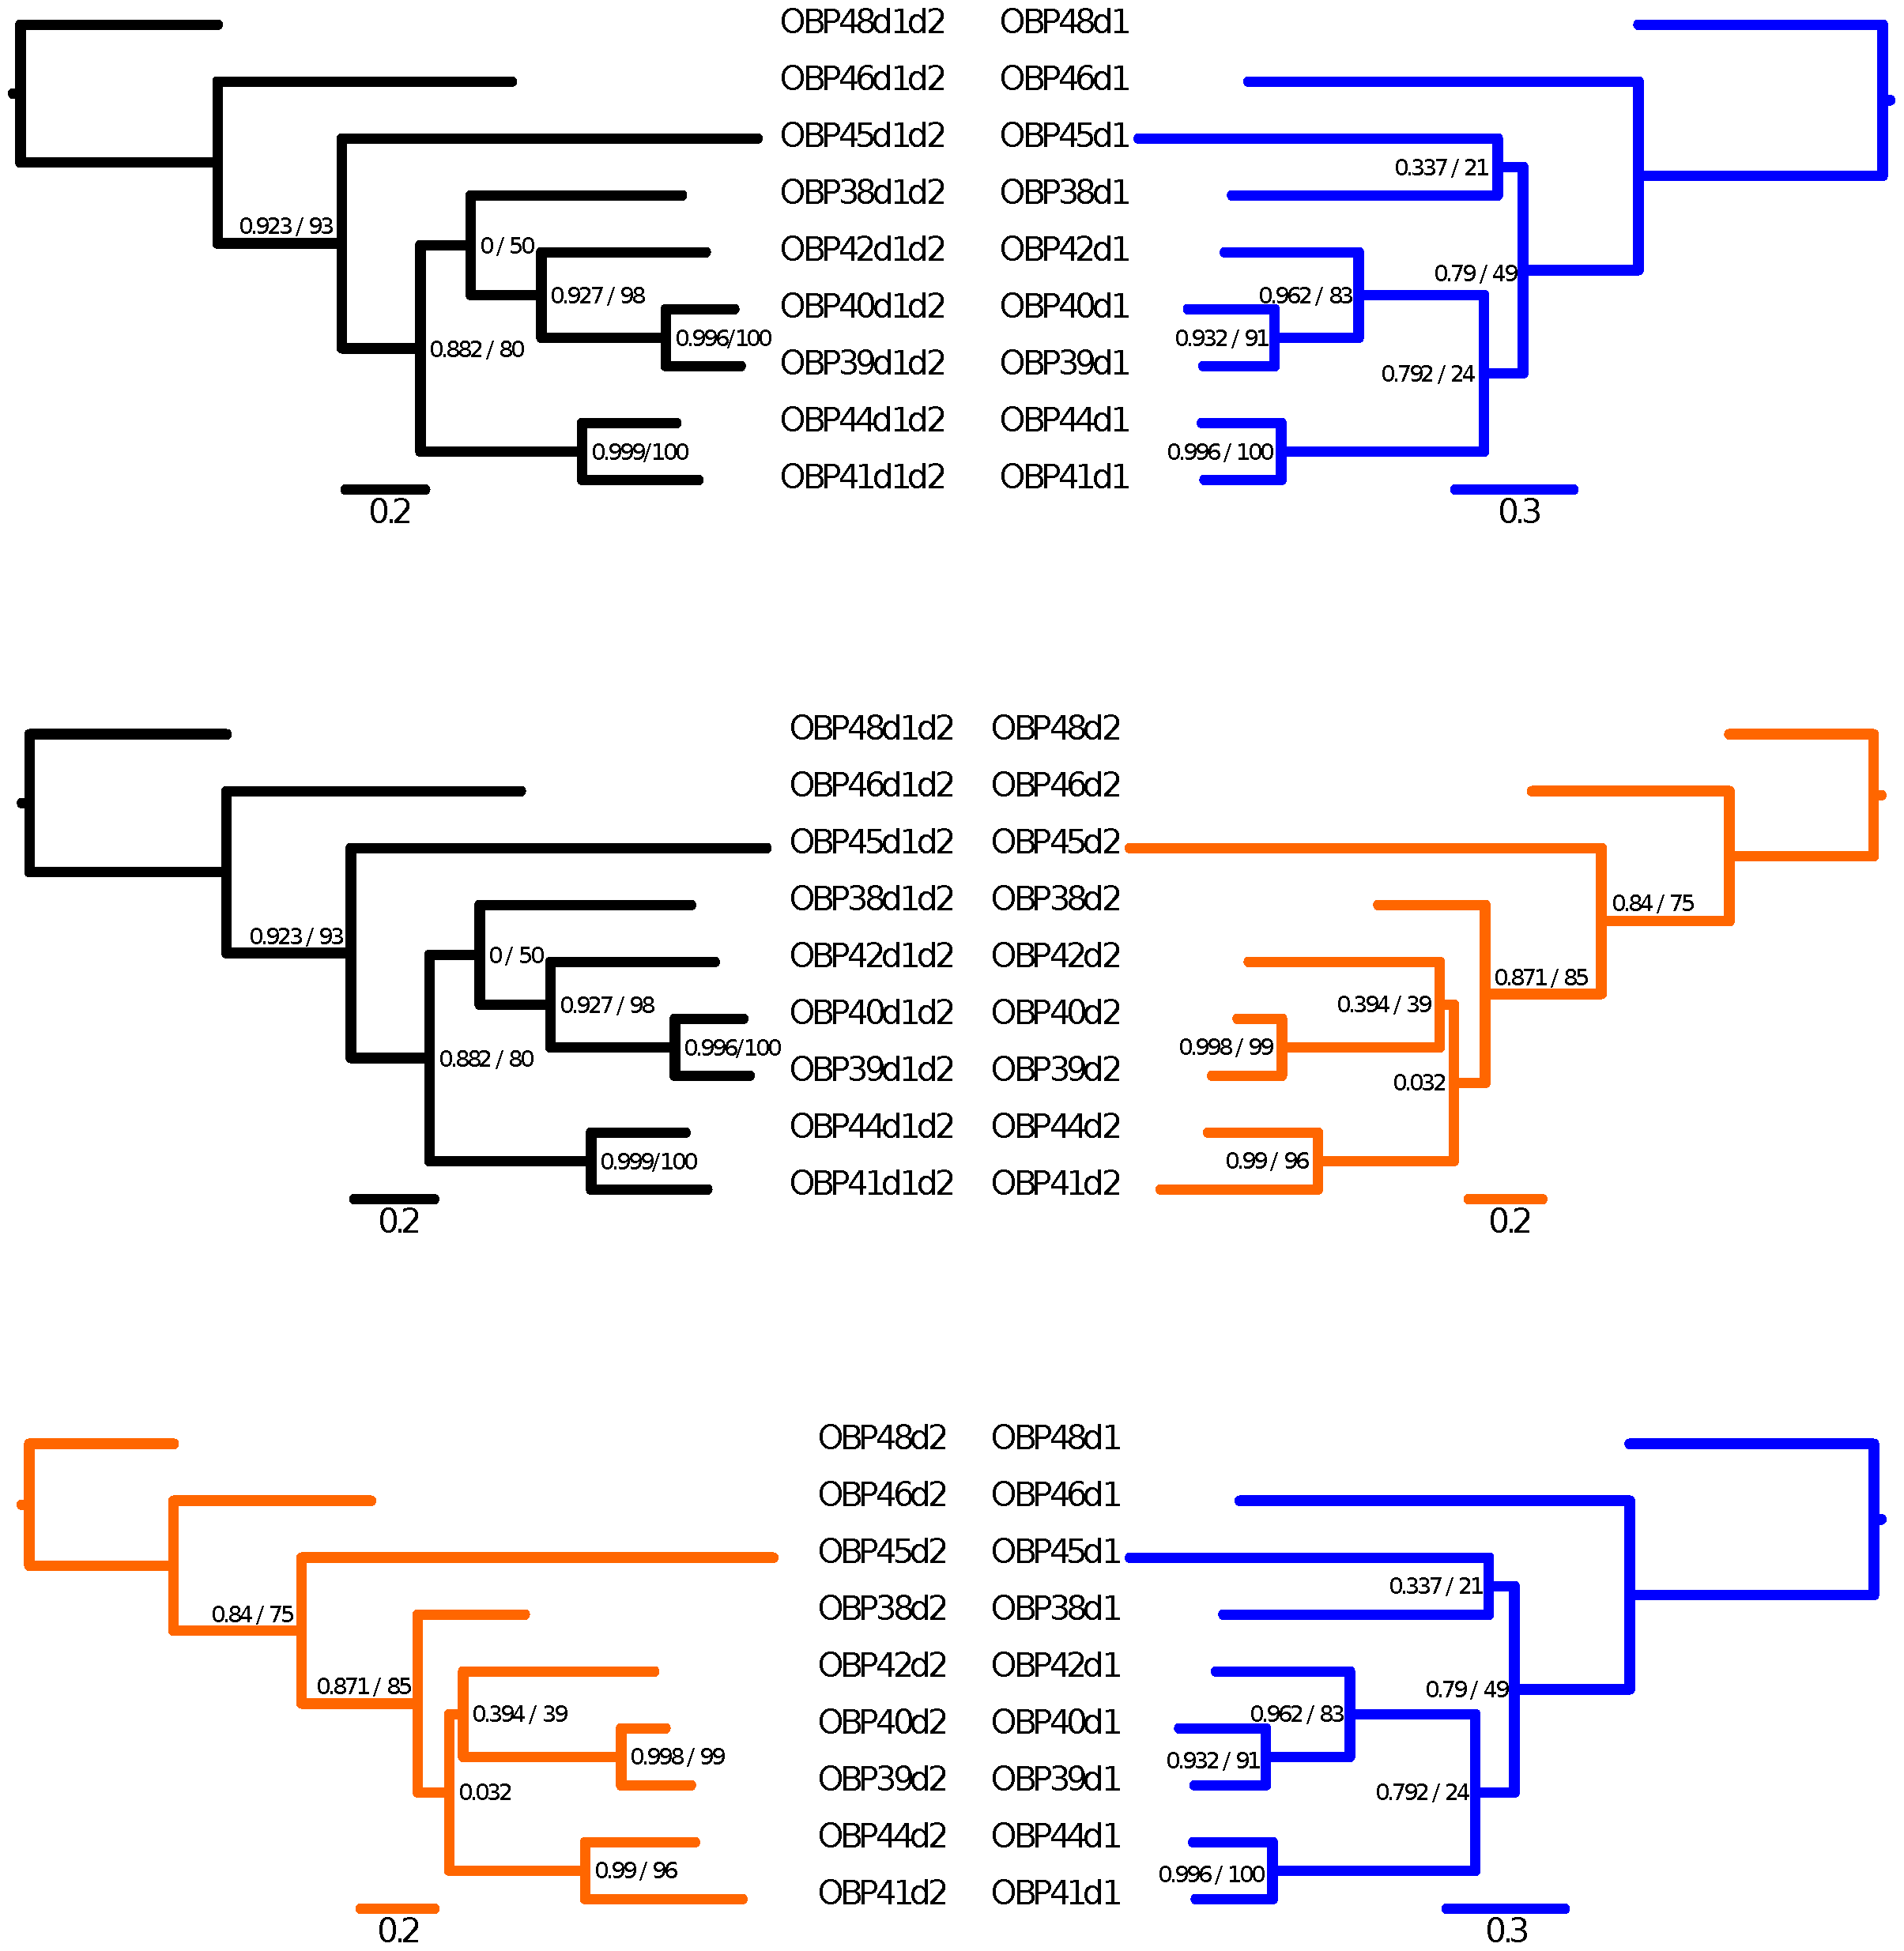 OBP48d1d2 OBP48d1
OBP46d1d2 OBP46d1
OBP45d1d2 OBP45d1
0.337 / 21
OBP38d1d2 OBP38d1
0.923 / 93
0 / 50
OBP42d1d2 OBP42d1
0.79 / 49
0.927 / 98
0.962 / 83
OBP40d1d2 OBP40d1
0.996/100
0.932 / 91
0.882 / 80
OBP39d1d2 OBP39d1
0.792 / 24
OBP44d1d2 OBP44d1
0.999/100
0.996 / 100
OBP41d1d2 OBP41d1
0.2 0.3
OBP48d1d2 OBP48d2
OBP46d1d2 OBP46d2
OBP45d1d2 OBP45d2
OBP38d1d2 OBP38d2
0.84 / 75
0.923 / 93
0 / 50
OBP42d1d2 OBP42d2
0.871 / 85
0.927 / 98
0.394 / 39
OBP40d1d2 OBP40d2
0.996/100
0.998 / 99
0.882 / 80
OBP39d1d2 OBP39d2
0.032
OBP44d1d2 OBP44d2
0.999/100
0.99 / 96
OBP41d1d2 OBP41d2
0.2 0.2
OBP48d2 OBP48d1
OBP46d2 OBP46d1
OBP45d2 OBP45d1
0.337 / 21
OBP38d2 OBP38d1
0.84 / 75
OBP42d2 OBP42d1
0.871 / 85
0.79 / 49
0.394 / 39
0.962 / 83
OBP40d2 OBP40d1
0.998 / 99
0.932 / 91
OBP39d2 OBP39d1
0.032
0.792 / 24
OBP44d2 OBP44d1
0.99 / 96
0.996 / 100
OBP41d2 OBP41d1
0.2 0.3